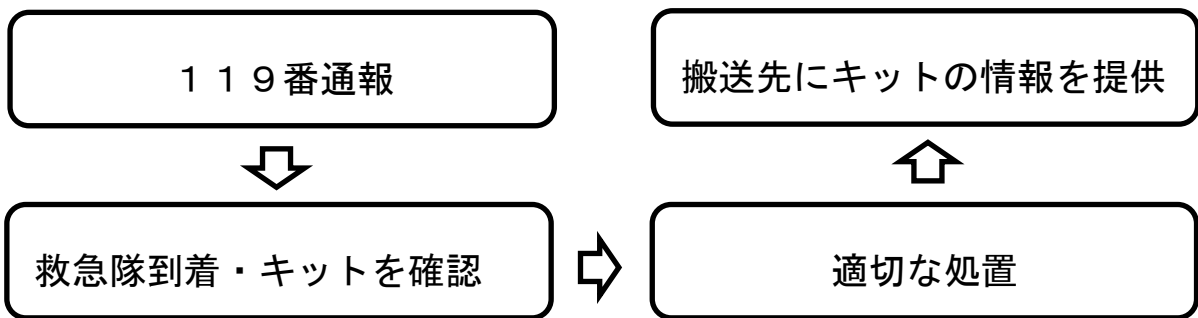 １１９番通報
救急隊到着・キットを確認
適切な処置
搬送先にキットの情報を提供